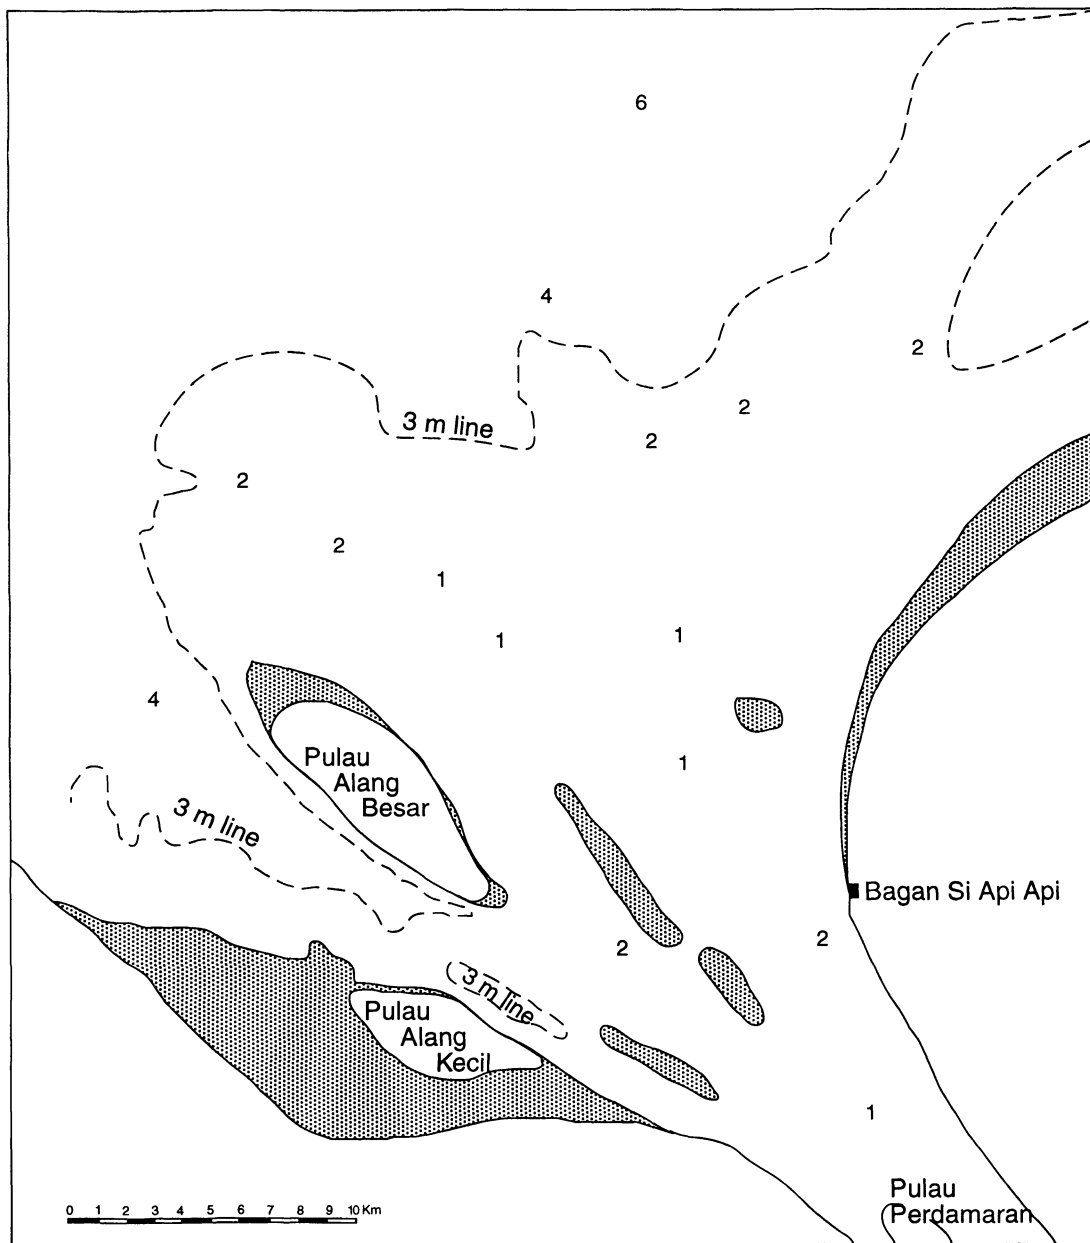 6
4
2
2
3 m line
2
2
2
1
1
1
4
Pulau
Alang
Besar
1
3 m line
Bagan Si Api Api
2
2
3 m line
Pulau
Alang
Kecil
1
Pulau
Perdamaran
0 1 2 3 4 5 6 7 8 9 10 Km